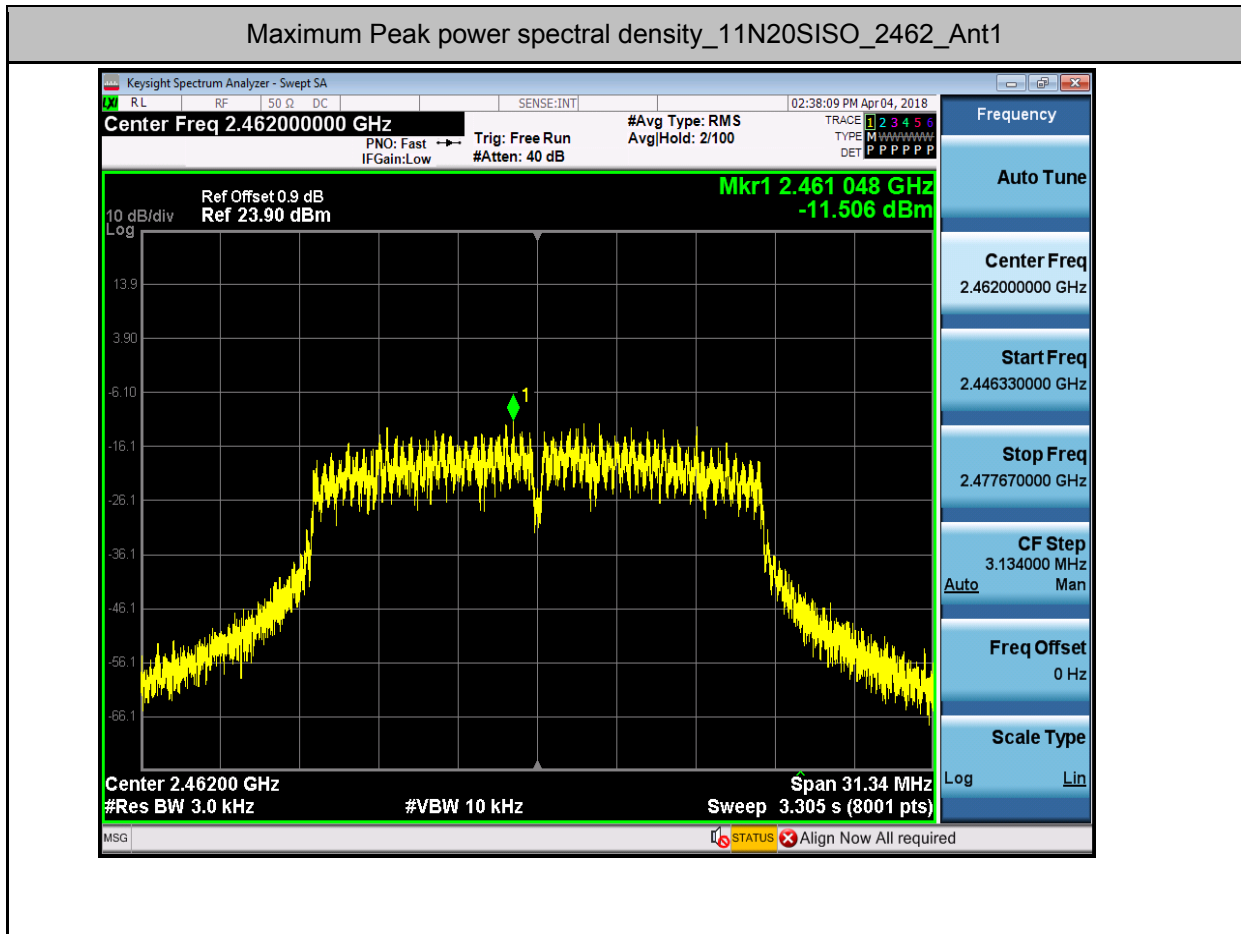 Maximum Peak power spectral density_11N20SISO_2462_Ant1
Keysight Spectrum Analyzer - Swept SA
LXI RL RF 50 Ω DC SENSE:INT 02:38:09 PM Apr 04, 2018
Center Freq 2.462000000 GHz
PNO: Fast
IFGain:Low
Trig: Free Run
#Atten: 40 dB
#Avg Type: RMS
Avg|Hold: 2/100
TRACE 1 2 3 4 5 6
TYPE M WWWWW
DET P P P P P P
Ref Offset 0.9 dB
10 dB/div Ref 23.90 dBm
Log
Mkr1 2.461 048 GHz
-11.506 dBm
13.9
3.90
-6.10
-16.1
-26.1
-36.1
-46.1
-56.1
-66.1
1
Center 2.46200 GHz Span 31.34 MHz
#Res BW 3.0 kHz #VBW 10 kHz Sweep 3.305 s (8001 pts)
MSG STATUS Align Now All required
Frequency
Auto Tune
Center Freq
2.462000000 GHz
Start Freq
2.446330000 GHz
Stop Freq
2.477670000 GHz
CF Step
3.134000 MHz
Auto Man
Freq Offset
0 Hz
Scale Type
Log Lin